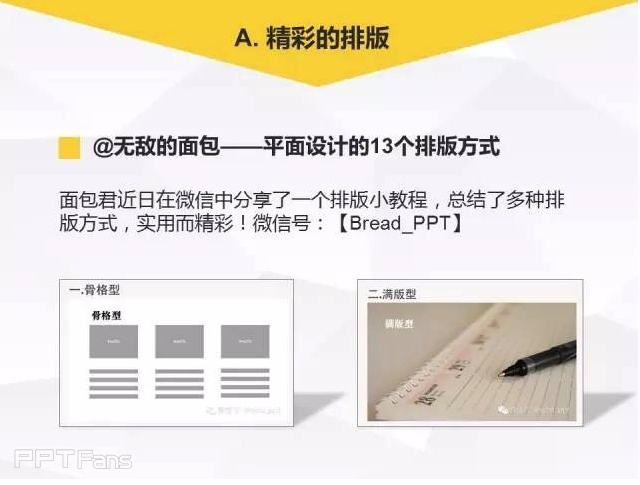 A. 精彩的排版
@无敌的面包——平面设计的13个排版方式
面包君近日在微信中分享了一个排版小教程，总结了多种排
版方式，实用而精彩！微信号：【Bread_PPT】
一.骨格型
骨格型
二.满版型
满版型
28
29
PPTFans